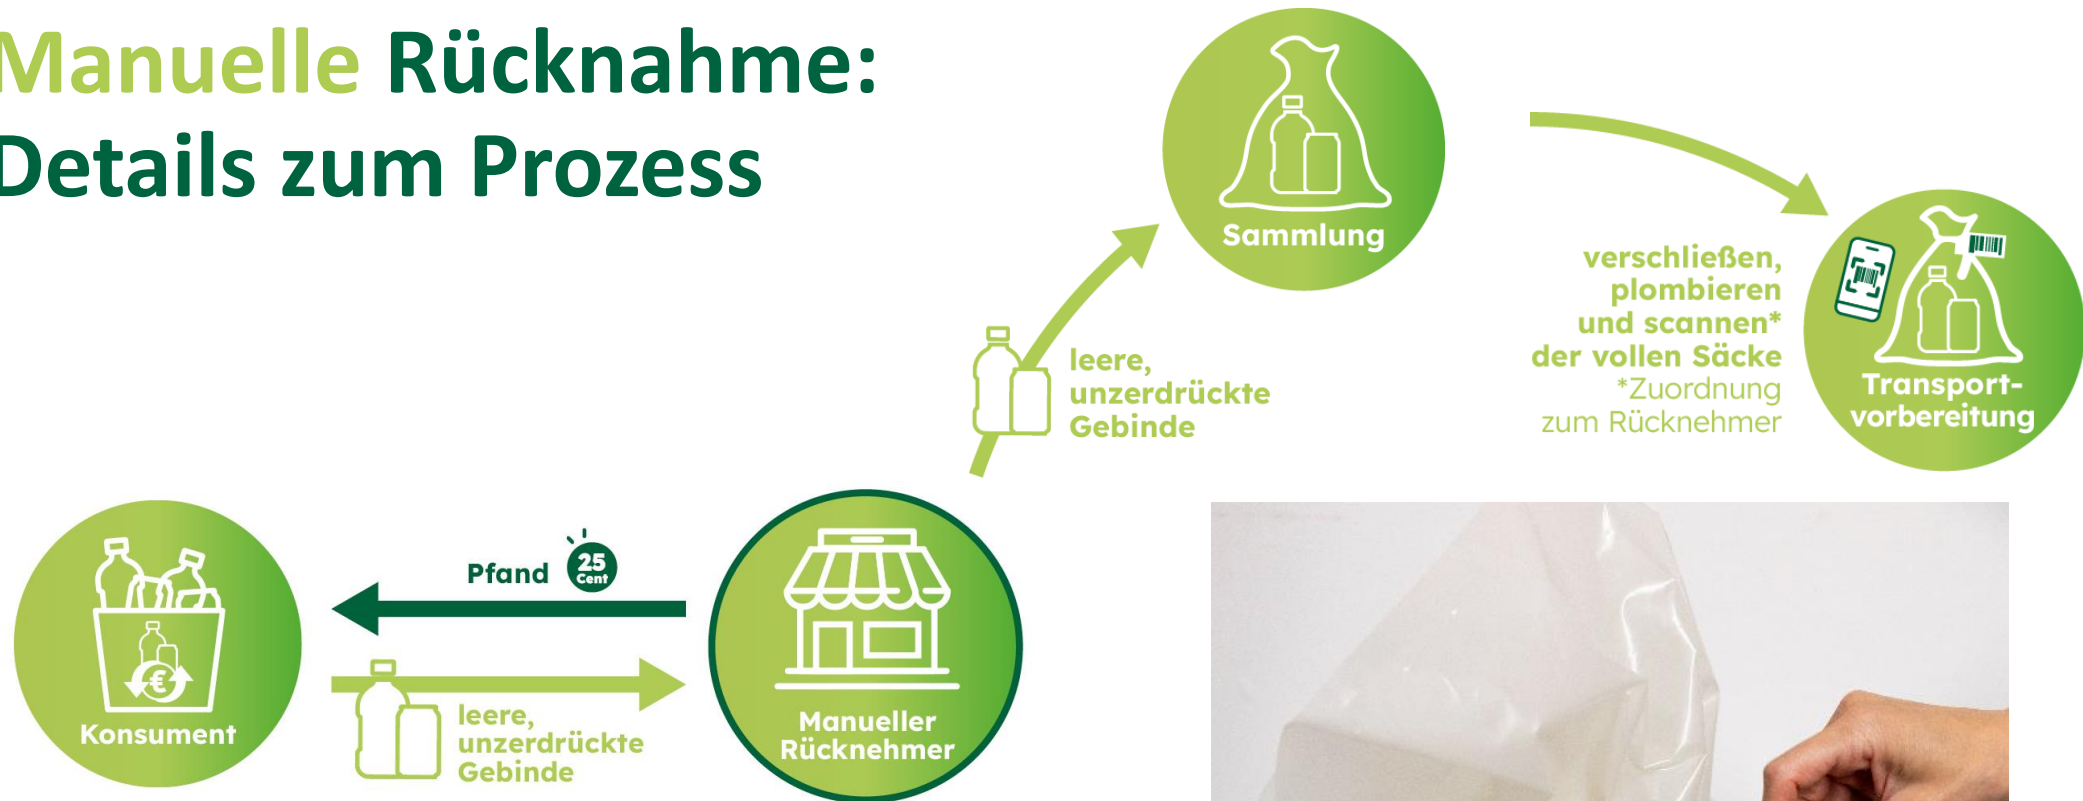 Manuelle Rücknahme:
Details zum Prozess
Sammlung
verschließen,
plombieren
und scannen*
der vollen Säcke
*Zuordnung
zum Rücknehmer
Transport-
vorbereitung
leere,
unzerdrückte
Gebinde
Pfand 25
Cent
€
Konsument
leere,
unzerdrückte
Gebinde
Manueller
Rücknehmer